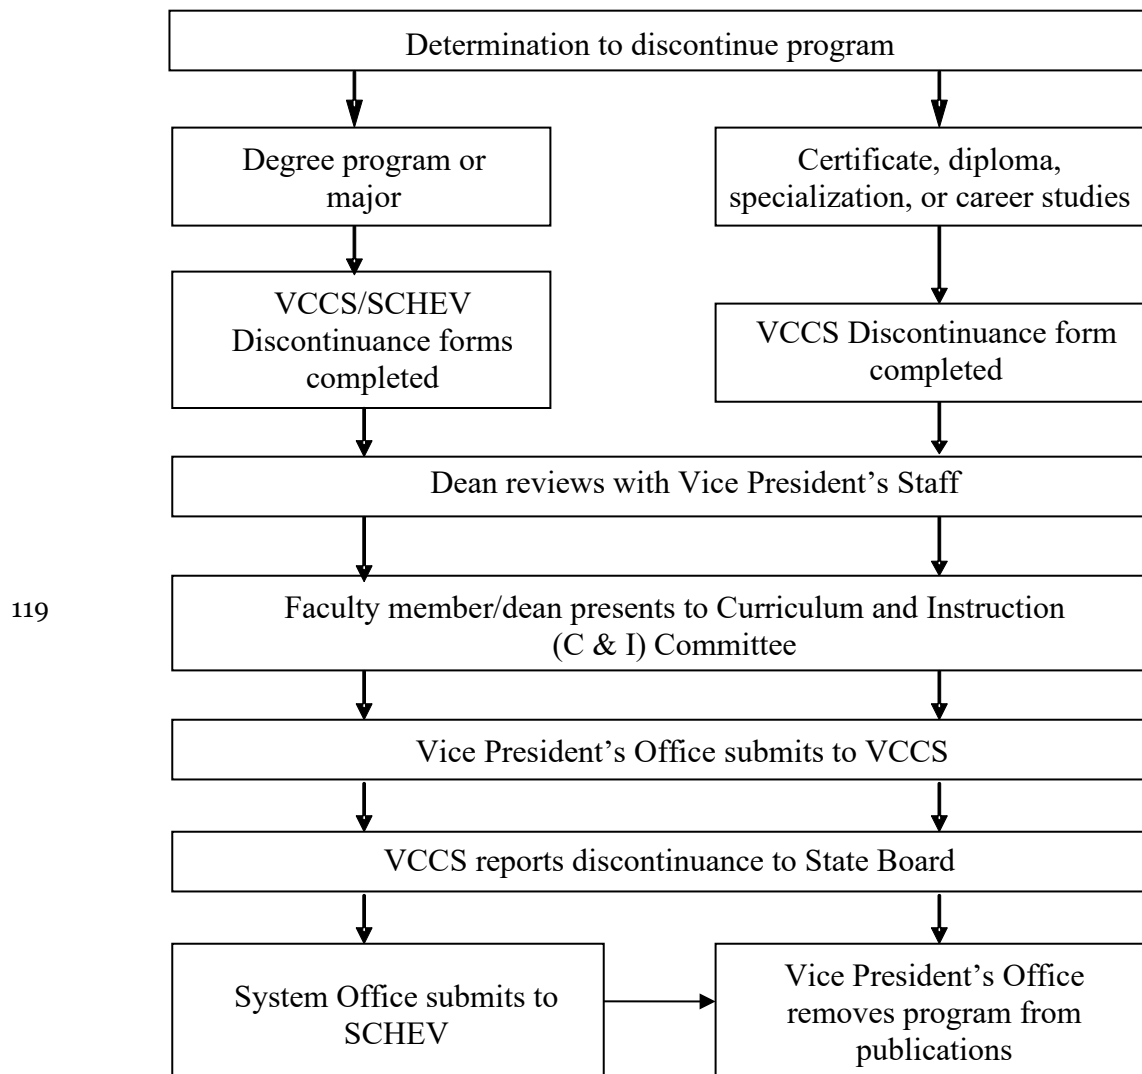 Determination to discontinue program
Degree program or
major
Certificate, diploma,
specialization, or career studies
VCCS/SCHEV
Discontinuance forms
completed
VCCS Discontinuance form
completed
Dean reviews with Vice President’s Staff
119
Faculty member/dean presents to Curriculum and Instruction
(C & I) Committee
Vice President’s Office submits to VCCS
VCCS reports discontinuance to State Board
System Office submits to
SCHEV
Vice President’s Office
removes program from
publications